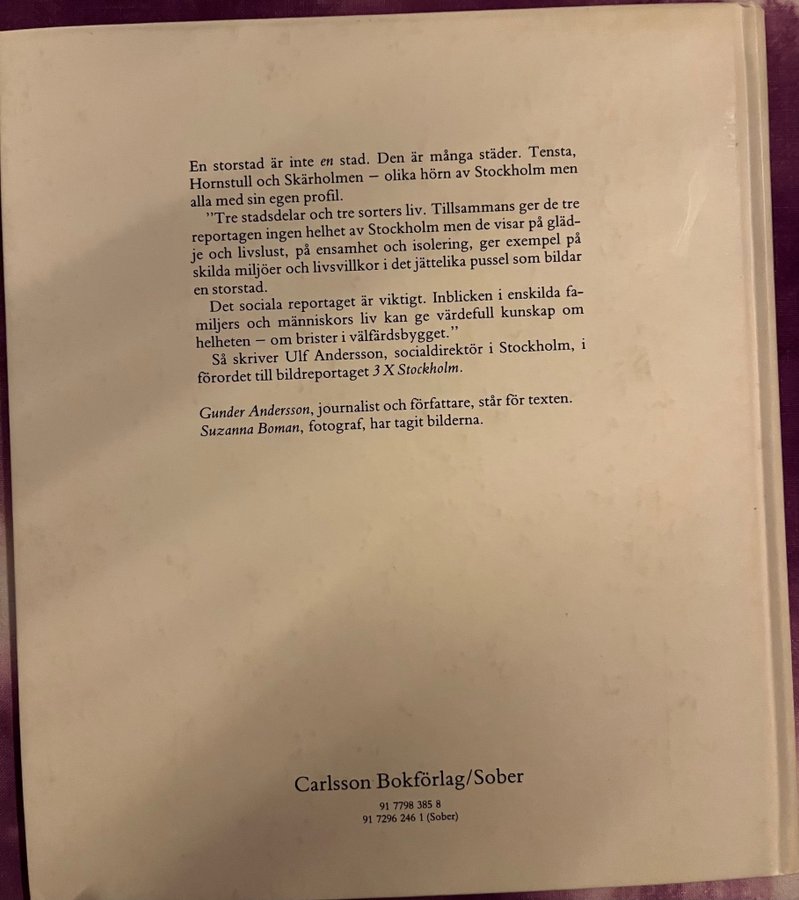 En storstad är inte en stad. Den är många städer. Tensta,
Hornstull och Skärholmen – olika hörn av Stockholm men
alla med sin egen profil.
"Tre stadsdelar och tre sorters liv. Tillsammans ger de tre
reportagen ingen helhet av Stockholm men de visar på gläd-
je och livslust, på ensamhet och isolering, ger exempel på
skilda miljöer och livsvillkor i det jättelika pussel som bildar
en storstad.
Det sociala reportaget är viktigt. Inblicken i enskilda fa-
miljers och människors liv kan ge värdefull kunskap om
helheten – om brister i välfärdsbygget."
Så skriver Ulf Andersson, socialdirektör i Stockholm, i
förordet till bildreportaget 3 X Stockholm.
Gunder Andersson, journalist och författare, står för texten.
Suzanna Boman, fotograf, har tagit bilderna.
Carlsson Bokförlag/Sober
91 7798 385 8
91 7296 246 1 (Sober)